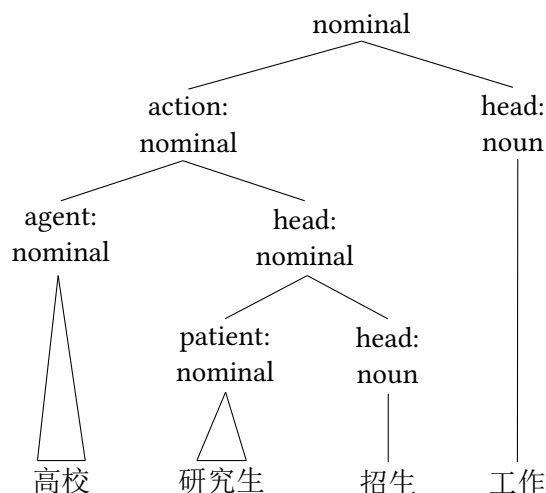 nominal
action:
nominal
head:
noun
agent:
nominal
head:
nominal
patient:
nominal
head:
noun
高校 研究生 招生 工作